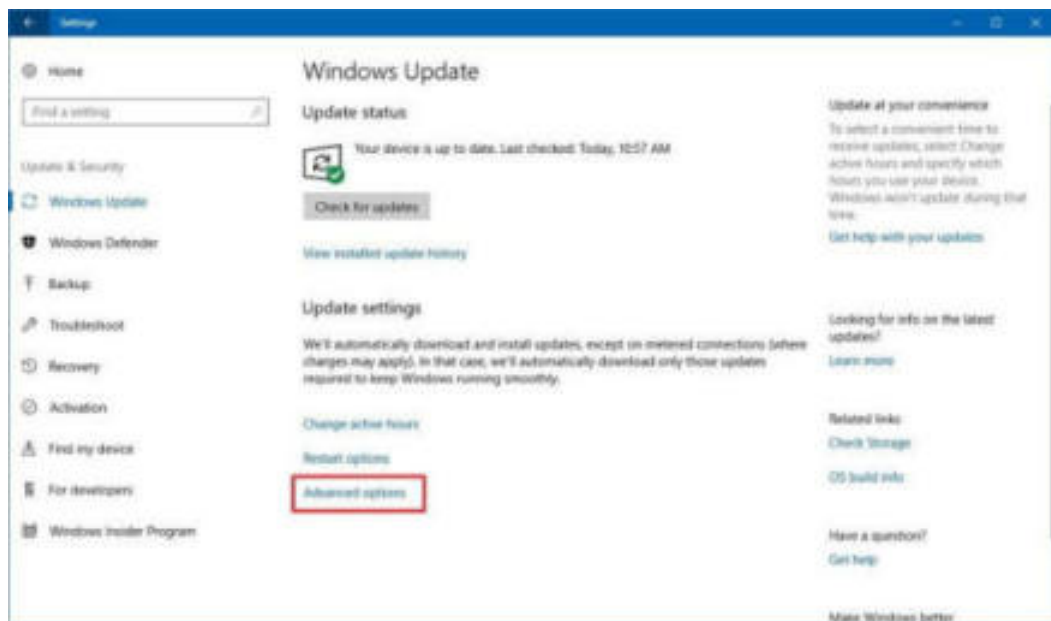 Settings
Home
Find a setting
Update & Security
Windows Update
Windows Defender
Backup
Troubleshoot
Recovery
Activation
Find my device
For developers
Windows Insider Program
Windows Update
Update status
Your device is up to date. Last checked: Today, 10:57 AM
Check for updates
View installed update history
Update settings
We'll automatically download and install updates, except on metered connections (where
charges may apply). In that case, we'll automatically download only those updates
required to keep Windows running smoothly.
Change active hours
Restart options
Advanced options
Update at your convenience
To select a convenient time to
receive updates, select Change
active hours and specify which
hours you use your device.
Windows won't update during that
time.
Get help with your updates
Looking for info on the latest
updates?
Learn more
Related links
Check Storage
OS build info
Have a question?
Get help
Make Windows better